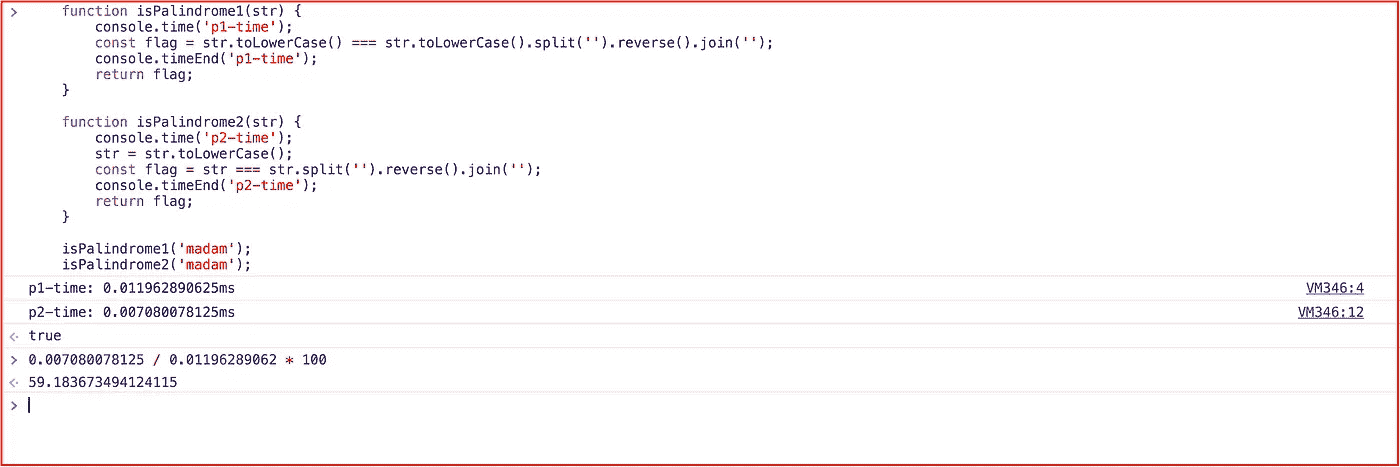 > function isPalindrome1(str) {
console.time('p1-time');
const flag = str.toLowerCase() === str.toLowerCase().split('').reverse().join('');
console.timeEnd('p1-time');
return flag;
}
function isPalindrome2(str) {
console.time('p2-time');
str = str.toLowerCase();
const flag = str === str.split('').reverse().join('');
console.timeEnd('p2-time');
return flag;
}
isPalindrome1('madam');
isPalindrome2('madam');
p1-time: 0.011962890625ms VM346:4
p2-time: 0.007080078125ms VM346:12
true
> 0.007080078125 / 0.01196289062 * 100
59.183673494124115
>